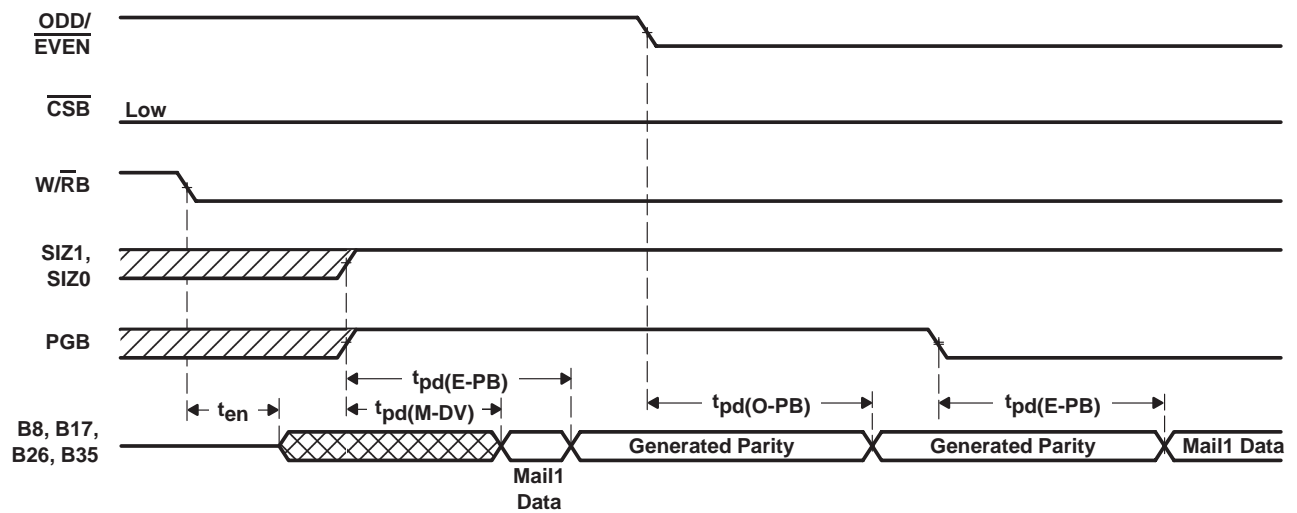 ODD/
EVEN
CSB
Low
W/RB
SIZ1,
SIZ0
PGB
tpd(E-PB)
ten
tpd(M-DV)
tpd(O-PB)
tpd(E-PB)
B8, B17,
B26, B35
Generated Parity
Generated Parity
Mail1 Data
Mail1
Data